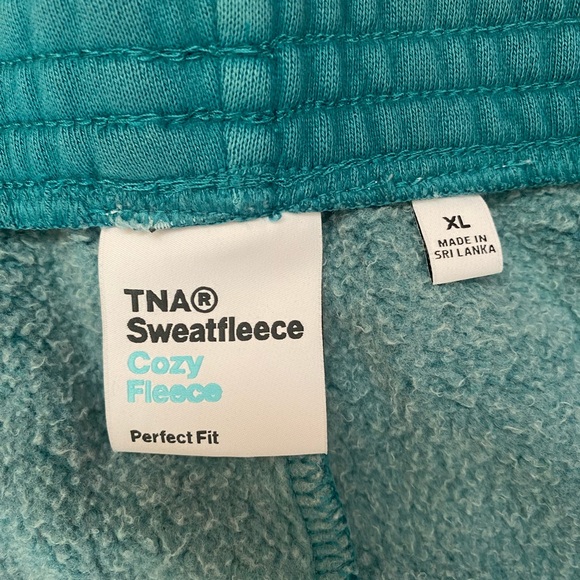 TNA®
Sweatfleece
Cozy
Fleece
Perfect Fit
XL
MADE IN
SRI LANKA